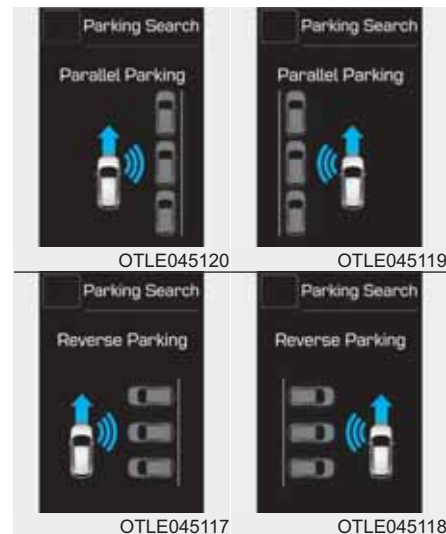 Parking Search
Parallel Parking
OTLE045120
Parking Search
Parallel Parking
OTLE045119
Parking Search
Reverse Parking
OTLE045117
Parking Search
Reverse Parking
OTLE045118